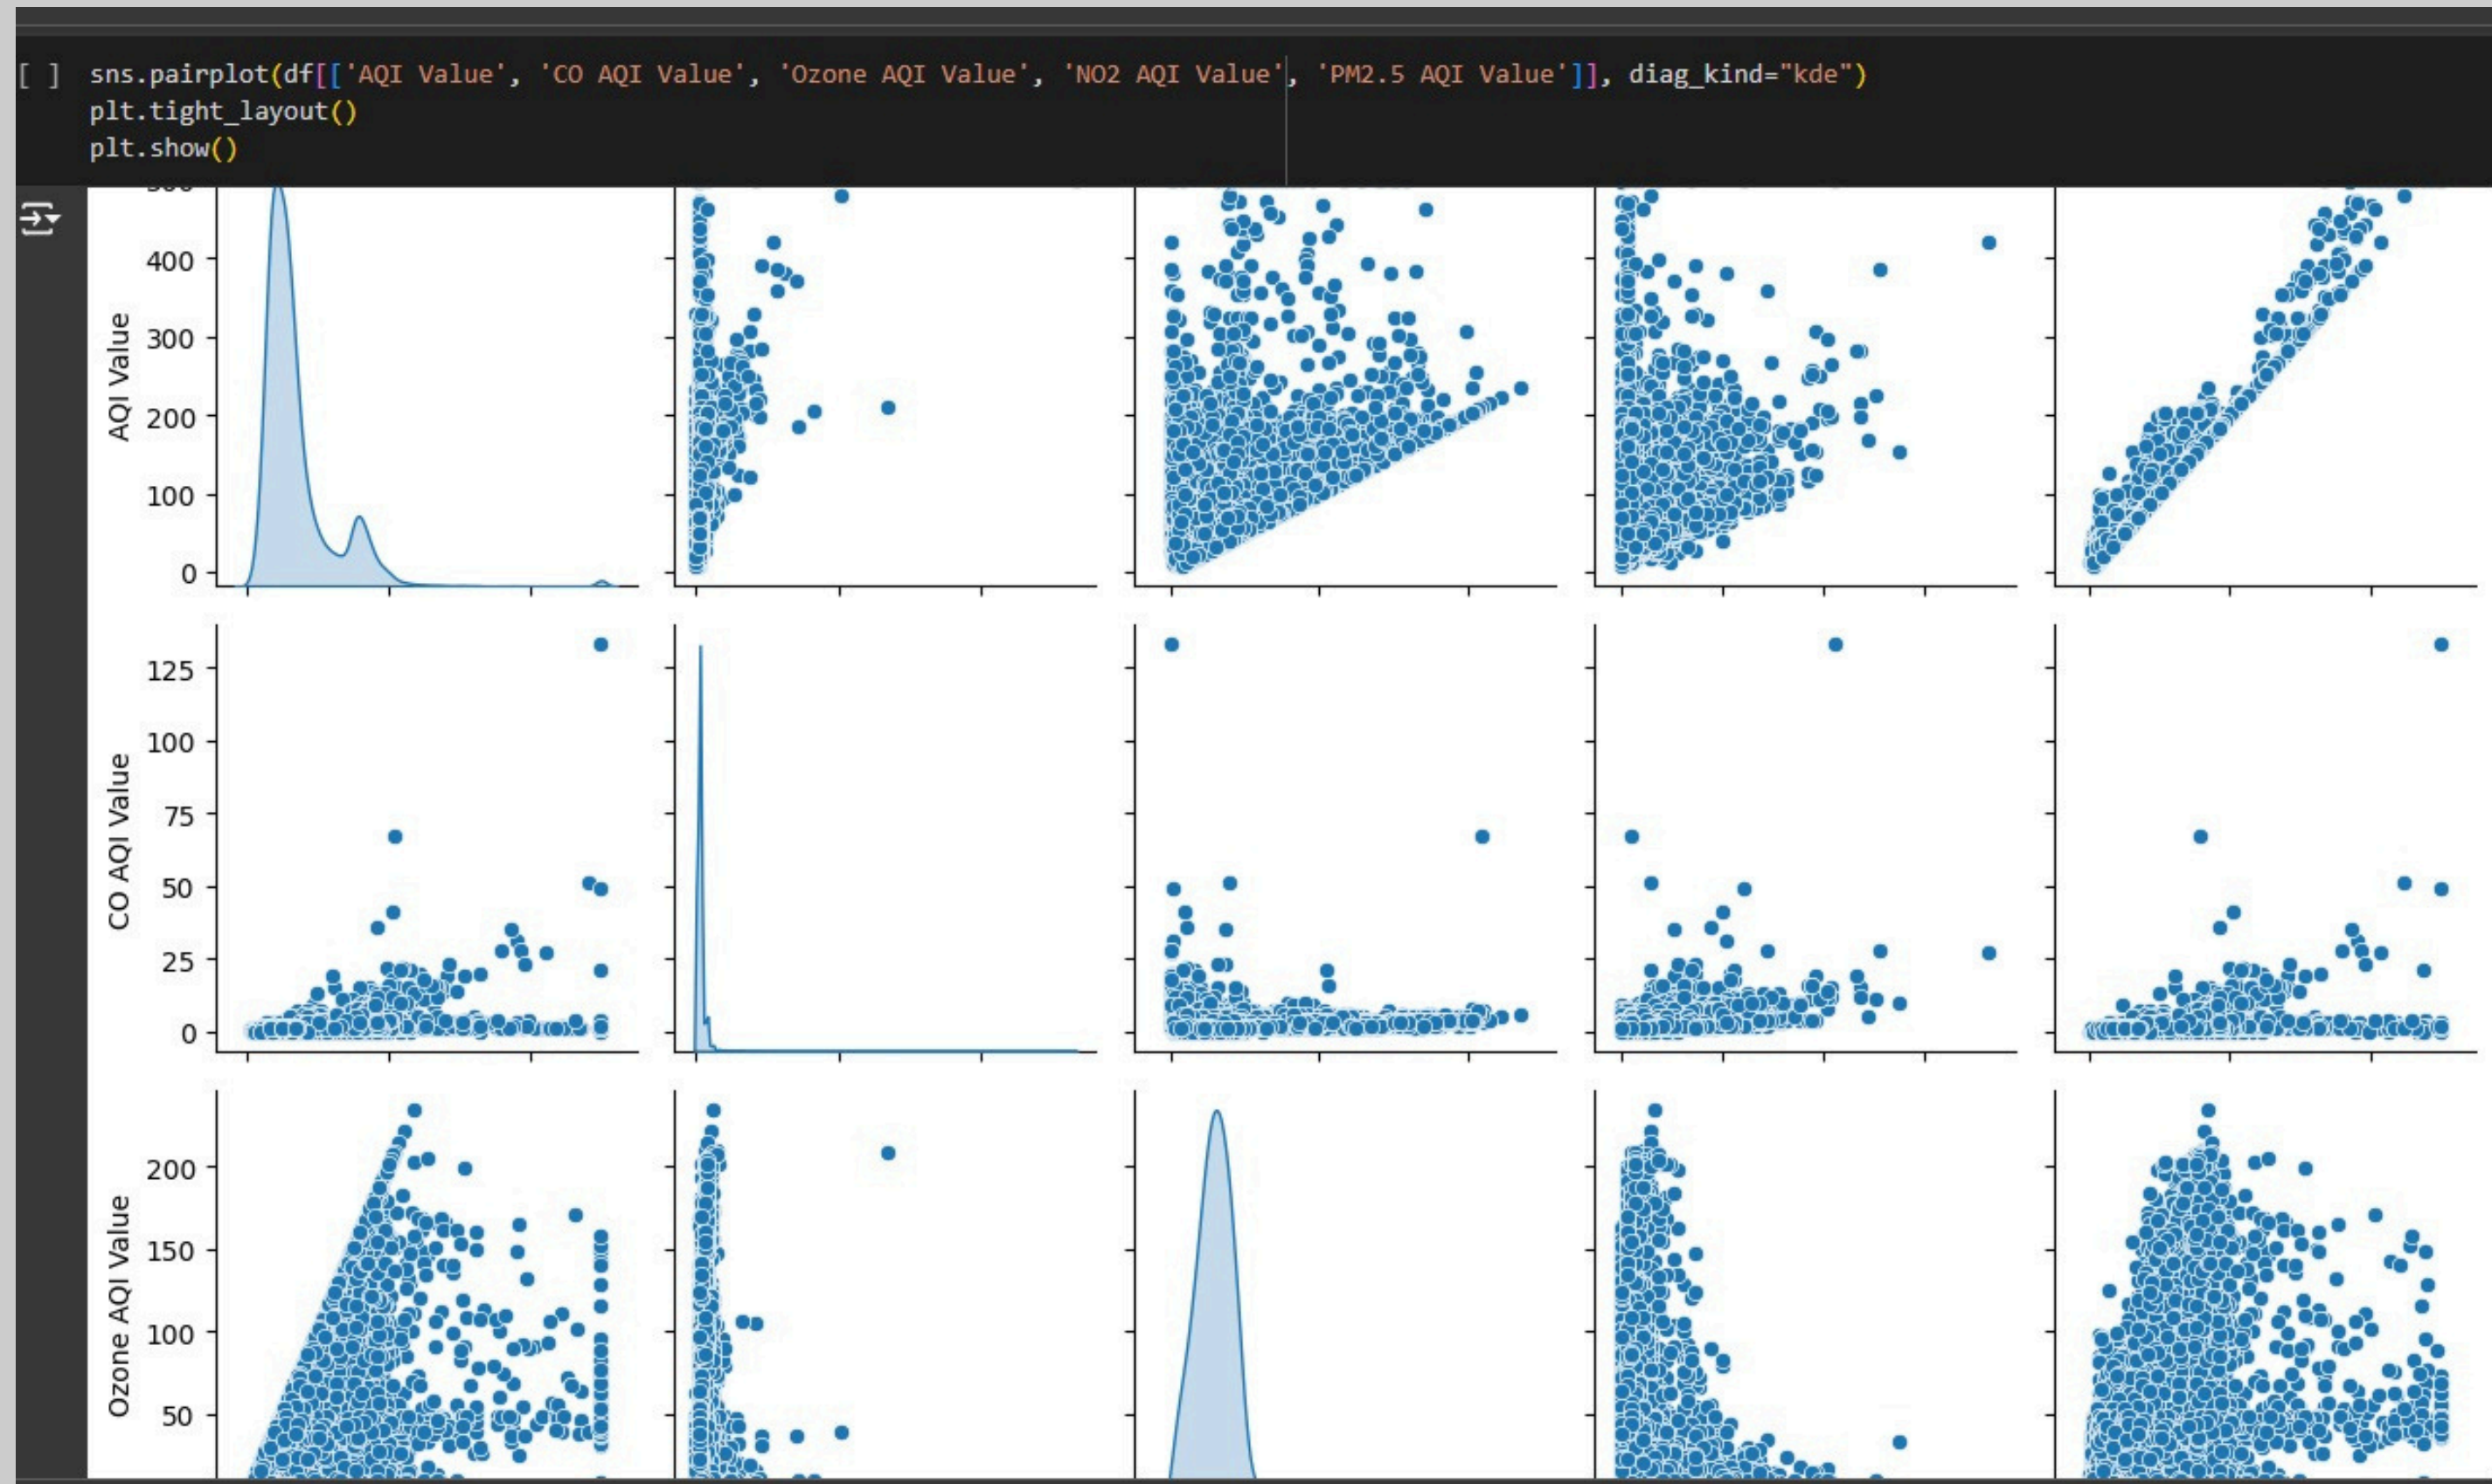 [ ] sns.pairplot(df[['AQI Value', 'CO AQI Value', 'Ozone AQI Value', 'NO2 AQI Value', 'PM2.5 AQI Value']], diag_kind="kde")
plt.tight_layout()
plt.show()
AQI Value
400
300
200
100
0
CO AQI Value
125
100
75
50
25
0
Ozone AQI Value
200
150
100
50